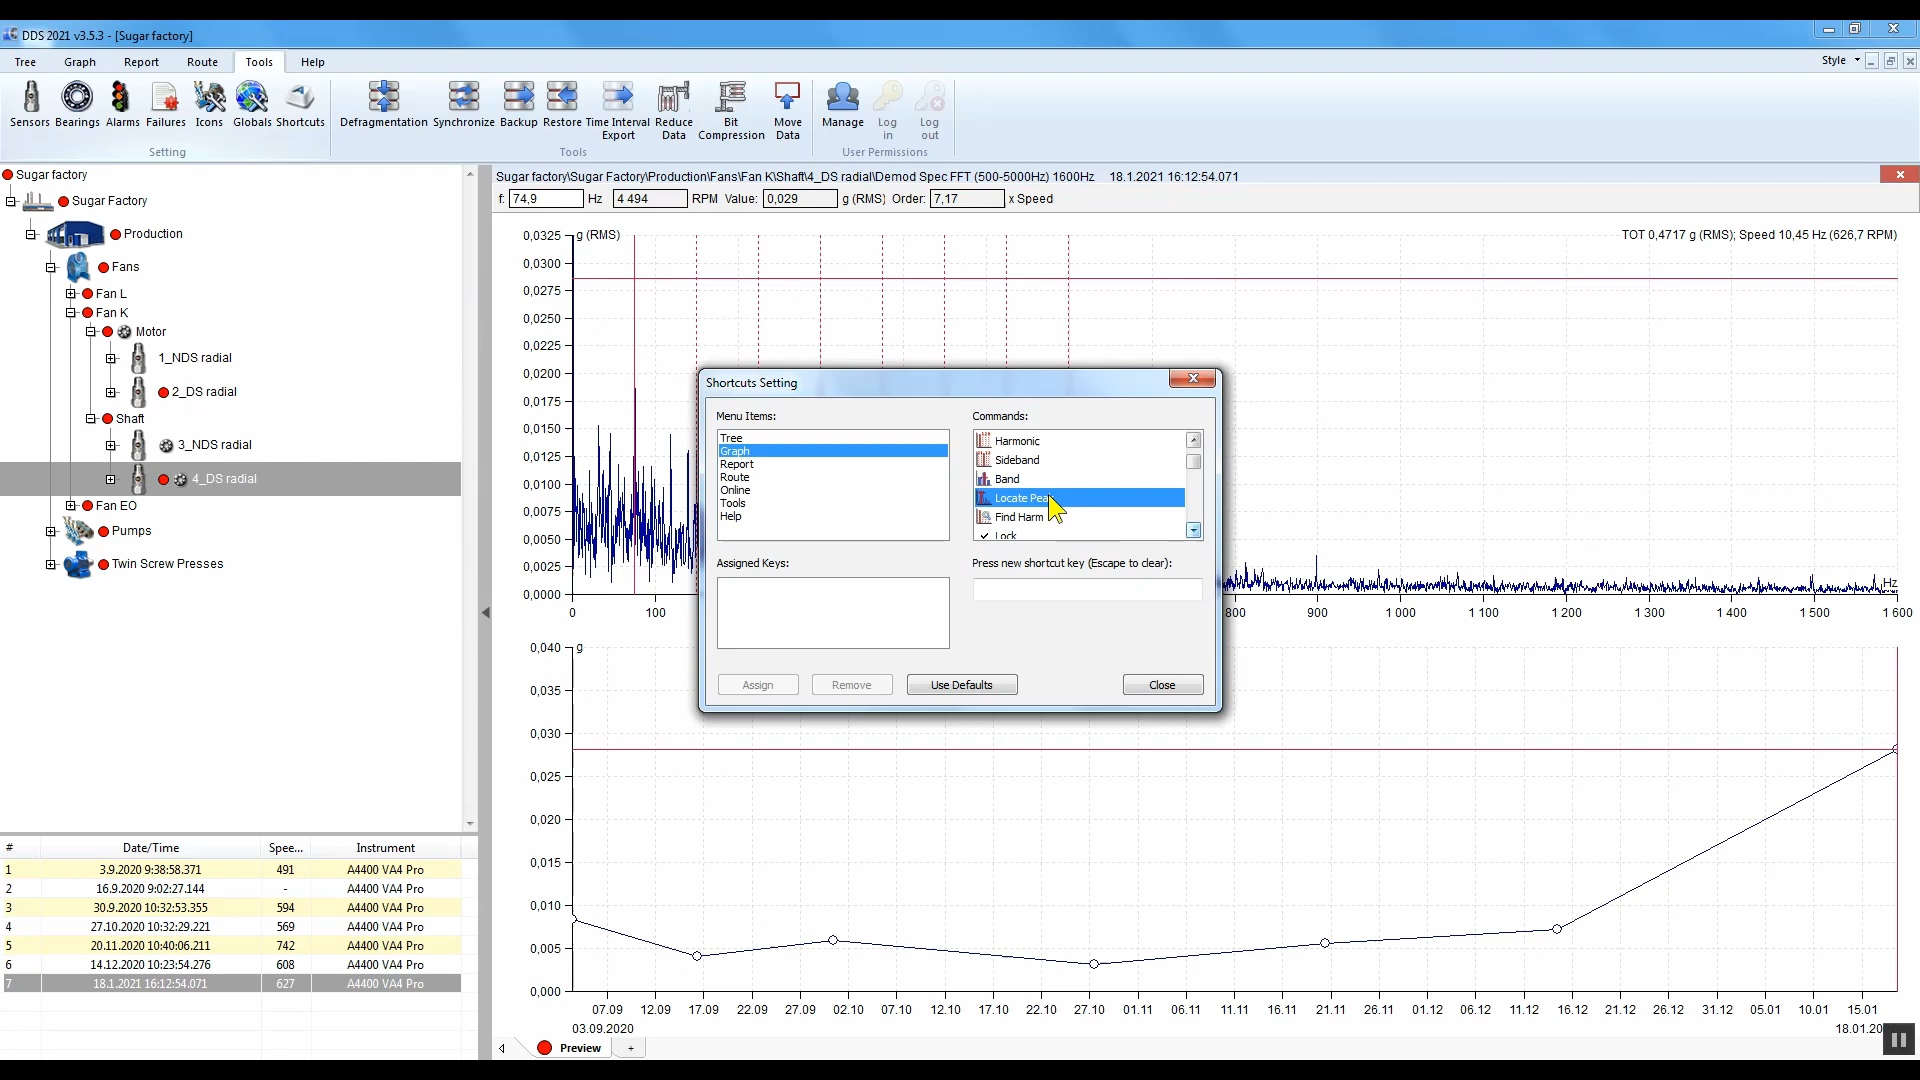 DDS 2021 v3.5.3 - [Sugar factory]
Tree Graph Report Route Tools Help Style
Sensors Bearings Alarms Failures Icons Globals Shortcuts
Setting
Defragmentation Synchronize Backup Restore Time Interval Export Reduce Data Bit Compression Move Data
Tools
Manage Log in Log out
User Permissions
Sugar factory
Sugar Factory
Production
Fans
Fan L
Fan K
Motor
1_NDS radial
2_DS radial
Shaft
3_NDS radial
4_DS radial
Fan EO
Pumps
Twin Screw Presses
# Date/Time Spee... Instrument
1 3.9.2020 9:38:58.371 491 A4400 VA4 Pro
2 16.9.2020 9:02:27.144 - A4400 VA4 Pro
3 30.9.2020 10:32:53.355 594 A4400 VA4 Pro
4 27.10.2020 10:32:29.221 569 A4400 VA4 Pro
5 20.11.2020 10:40:06.211 742 A4400 VA4 Pro
6 14.12.2020 10:23:54.276 608 A4400 VA4 Pro
7 18.1.2021 16:12:54.071 627 A4400 VA4 Pro
Sugar factory\Sugar Factory\Production\Fans\Fan K\Shaft\4_DS radial\Demod Spec FFT (500-5000Hz) 1600Hz 18.1.2021 16:12:54.071
f: 74,9 Hz 4 494 RPM Value: 0,029 g (RMS) Order: 7,17 x Speed
g (RMS)
TOT 0,4717 g (RMS); Speed 10,45 Hz (626,7 RPM)
0,0325
0,0300
0,0275
0,0250
0,0225
0,0200
0,0175
0,0150
0,0125
0,0100
0,0075
0,0050
0,0025
0,0000
Hz
0 100 800 900 1 000 1 100 1 200 1 300 1 400 1 500 1 600
Shortcuts Setting
Menu Items:
Tree
Graph
Report
Route
Online
Tools
Help
Commands:
Harmonic
Sideband
Band
Locate Pea
Find Harm
Lock
Assigned Keys:
Press new shortcut key (Escape to clear):
Assign Remove Use Defaults Close
g
0,040
0,035
0,030
0,025
0,020
0,015
0,010
0,005
0,000
07.09 12.09 17.09 22.09 27.09 02.10 07.10 12.10 17.10 22.10 27.10 01.11 06.11 11.11 16.11 21.11 26.11 01.12 06.12 11.12 16.12 21.12 26.12 31.12 05.01 10.01 15.01
03.09.2020 18.01.20
Preview +